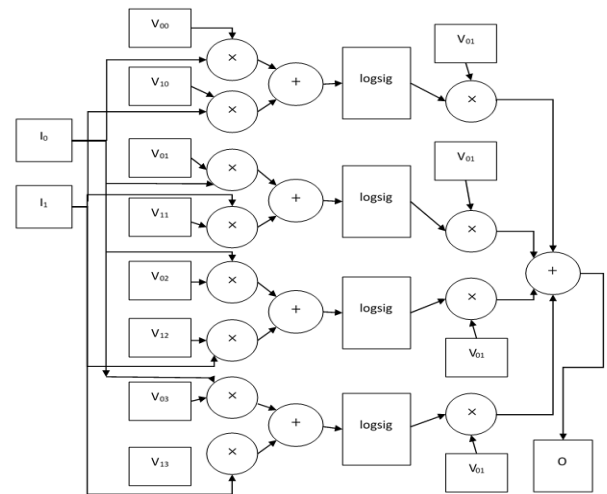 V₀₀
×
V₀₁
V₁₀
×
+
logsig
×
I₀
V₀₁
×
V₀₁
I₁
V₁₁
×
+
logsig
×
V₀₂
×
+
V₁₂
×
+
logsig
×
V₀₁
V₀₃
×
V₁₃
×
+
logsig
×
V₀₁
O